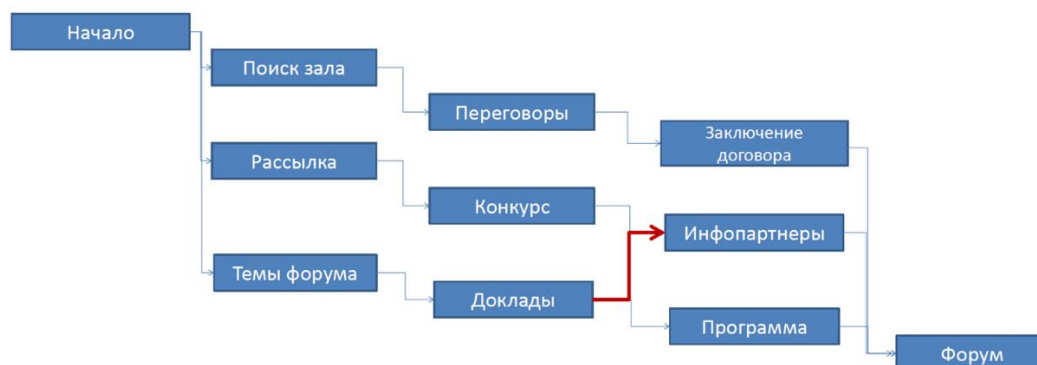 Начало
Поиск зала
Переговоры
Заключение
договора
Рассылка
Конкурс
Инфопартнеры
Темы форума
Доклады
Программа
Форум